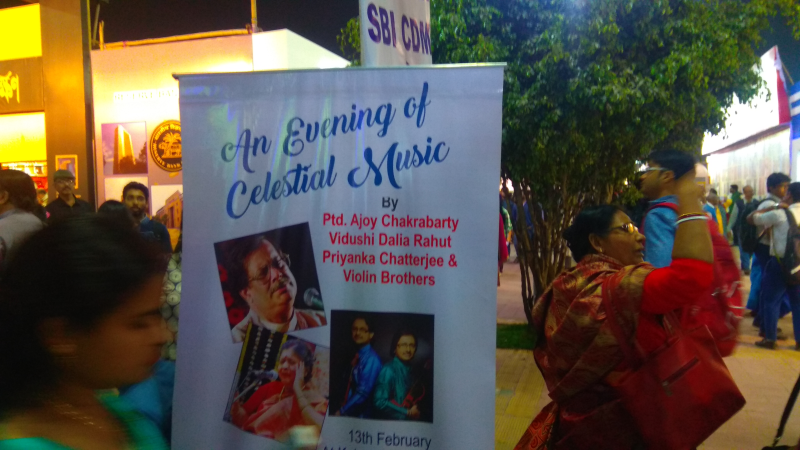 SBI CDM
An Evening of
Celestial Music
By
Ptd. Ajoy Chakrabarty
Vidushi Dalia Rahut
Priyanka Chatterjee &
Violin Brothers
13th February